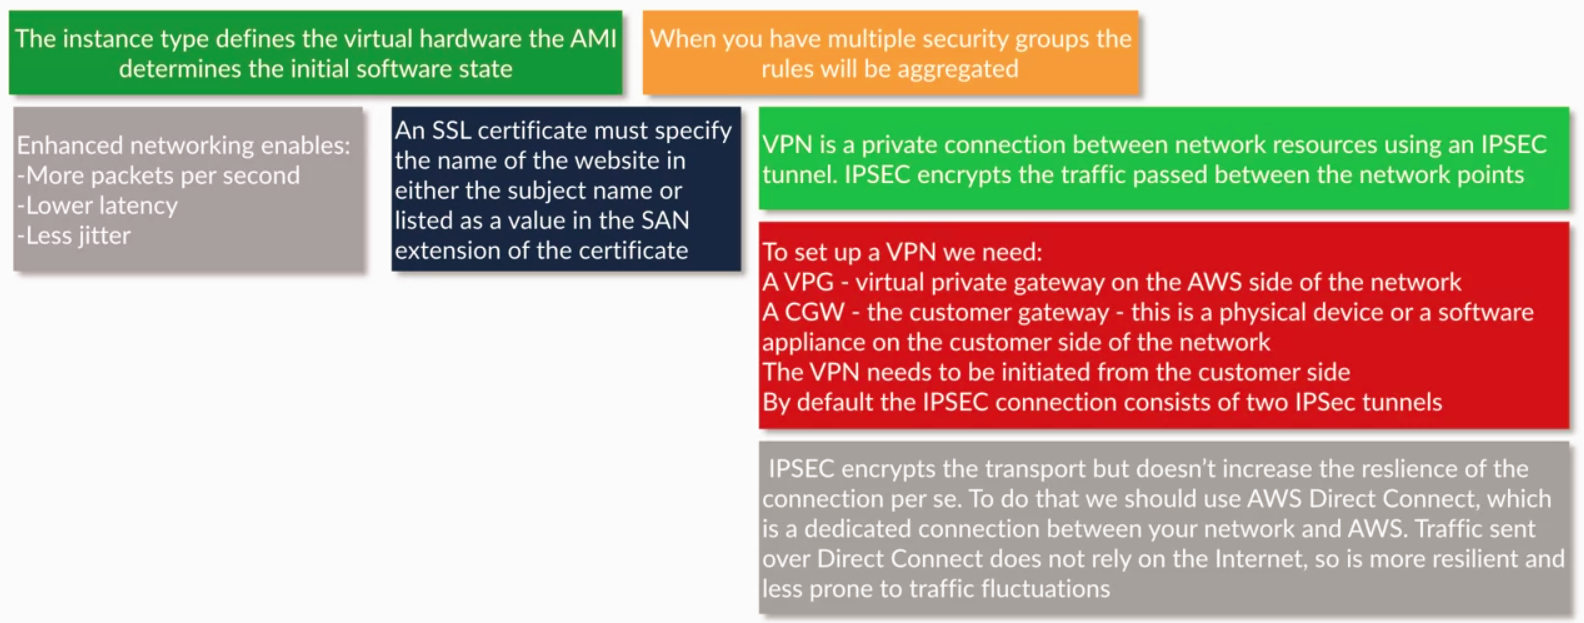 The instance type defines the virtual hardware the AMI
determines the initial software state
When you have multiple security groups the
rules will be aggregated
Enhanced networking enables:
-More packets per second
-Lower latency
-Less jitter
An SSL certificate must specify
the name of the website in
either the subject name or
listed as a value in the SAN
extension of the certificate
VPN is a private connection between network resources using an IPSEC
tunnel. IPSEC encrypts the traffic passed between the network points
To set up a VPN we need:
A VPG - virtual private gateway on the AWS side of the network
A CGW - the customer gateway - this is a physical device or a software
appliance on the customer side of the network
The VPN needs to be initiated from the customer side
By default the IPSEC connection consists of two IPSec tunnels
IPSEC encrypts the transport but doesn't increase the reslience of the
connection per se. To do that we should use AWS Direct Connect, which
is a dedicated connection between your network and AWS. Traffic sent
over Direct Connect does not rely on the Internet, so is more resilient and
less prone to traffic fluctuations